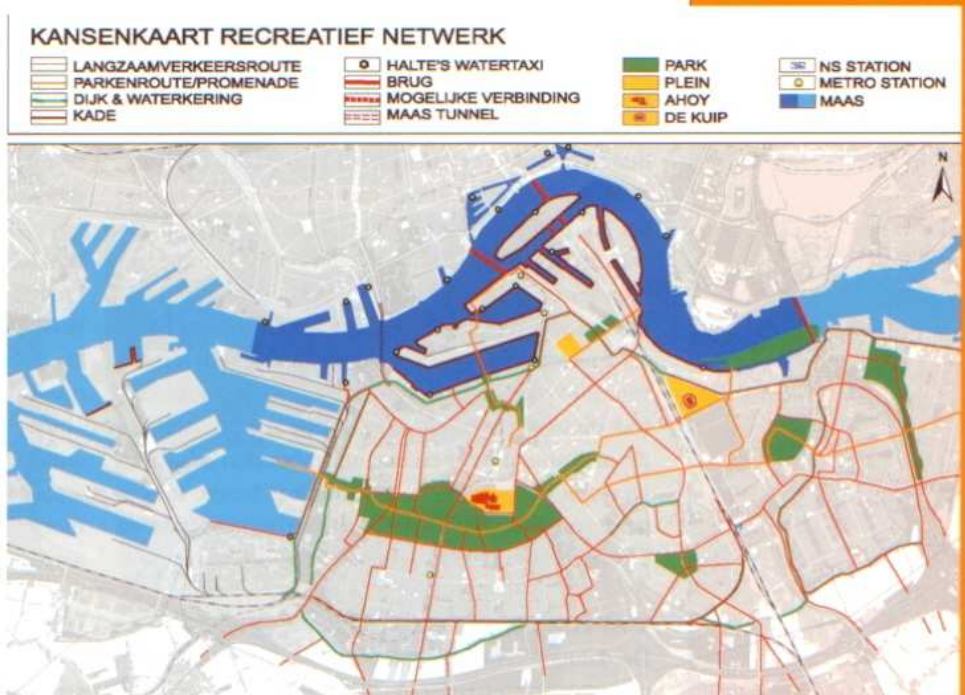 KANSENKAART RECREATIEF NETWERK
LANGZAAMVERKEERSROUTE
PARKENROUTE/PROMENADE
DIJK & WATERKERING
KADE
HALTE'S WATERTAXI
BRUG
MOGELIJKE VERBINDING
MAAS TUNNEL
PARK
PLEIN
AHOY
DE KUIP
NS STATION
METRO STATION
MAAS
N